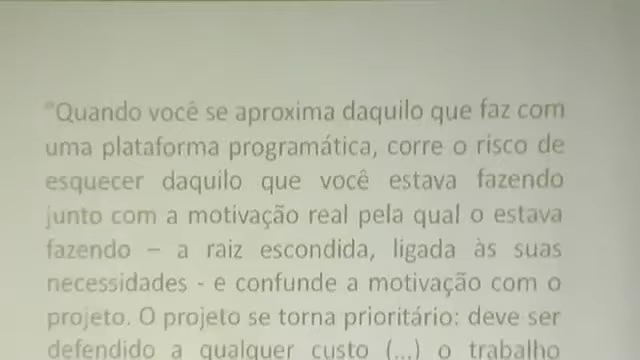 "Quando você se aproxima daquilo que faz com
uma plataforma programática, corre o risco de
esquecer daquilo que você estava fazendo
junto com a motivação real pela qual o estava
fazendo – a raiz escondida, ligada às suas
necessidades - e confunde a motivação com o
projeto. O projeto se torna prioritário: deve ser
defendido a qualquer custo (...) o trabalho